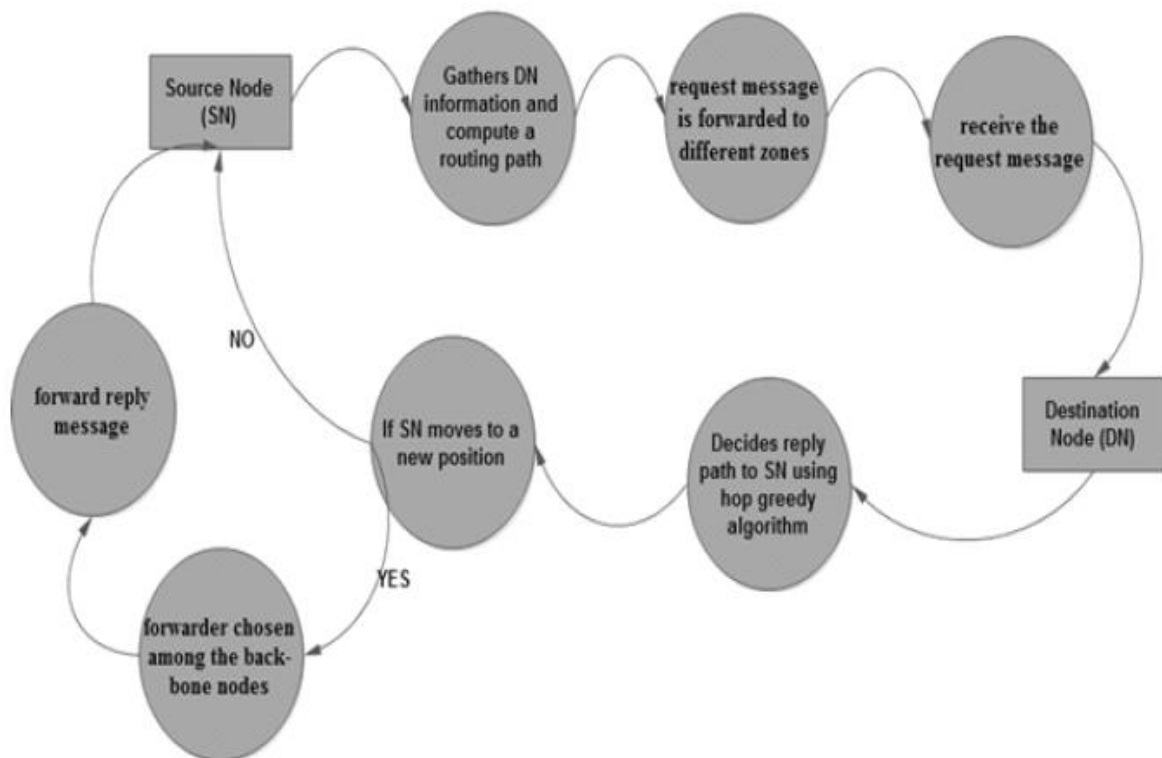 Source Node
(SN)
Gathers DN
information and
compute a
routing path
request message
is forwarded to
different zones
receive the
request message
Destination
Node (DN)
Decides reply
path to SN using
hop greedy
algorithm
If SN moves to a
new position
NO
YES
forwarder chosen
among the back-
bone nodes
forward reply
message